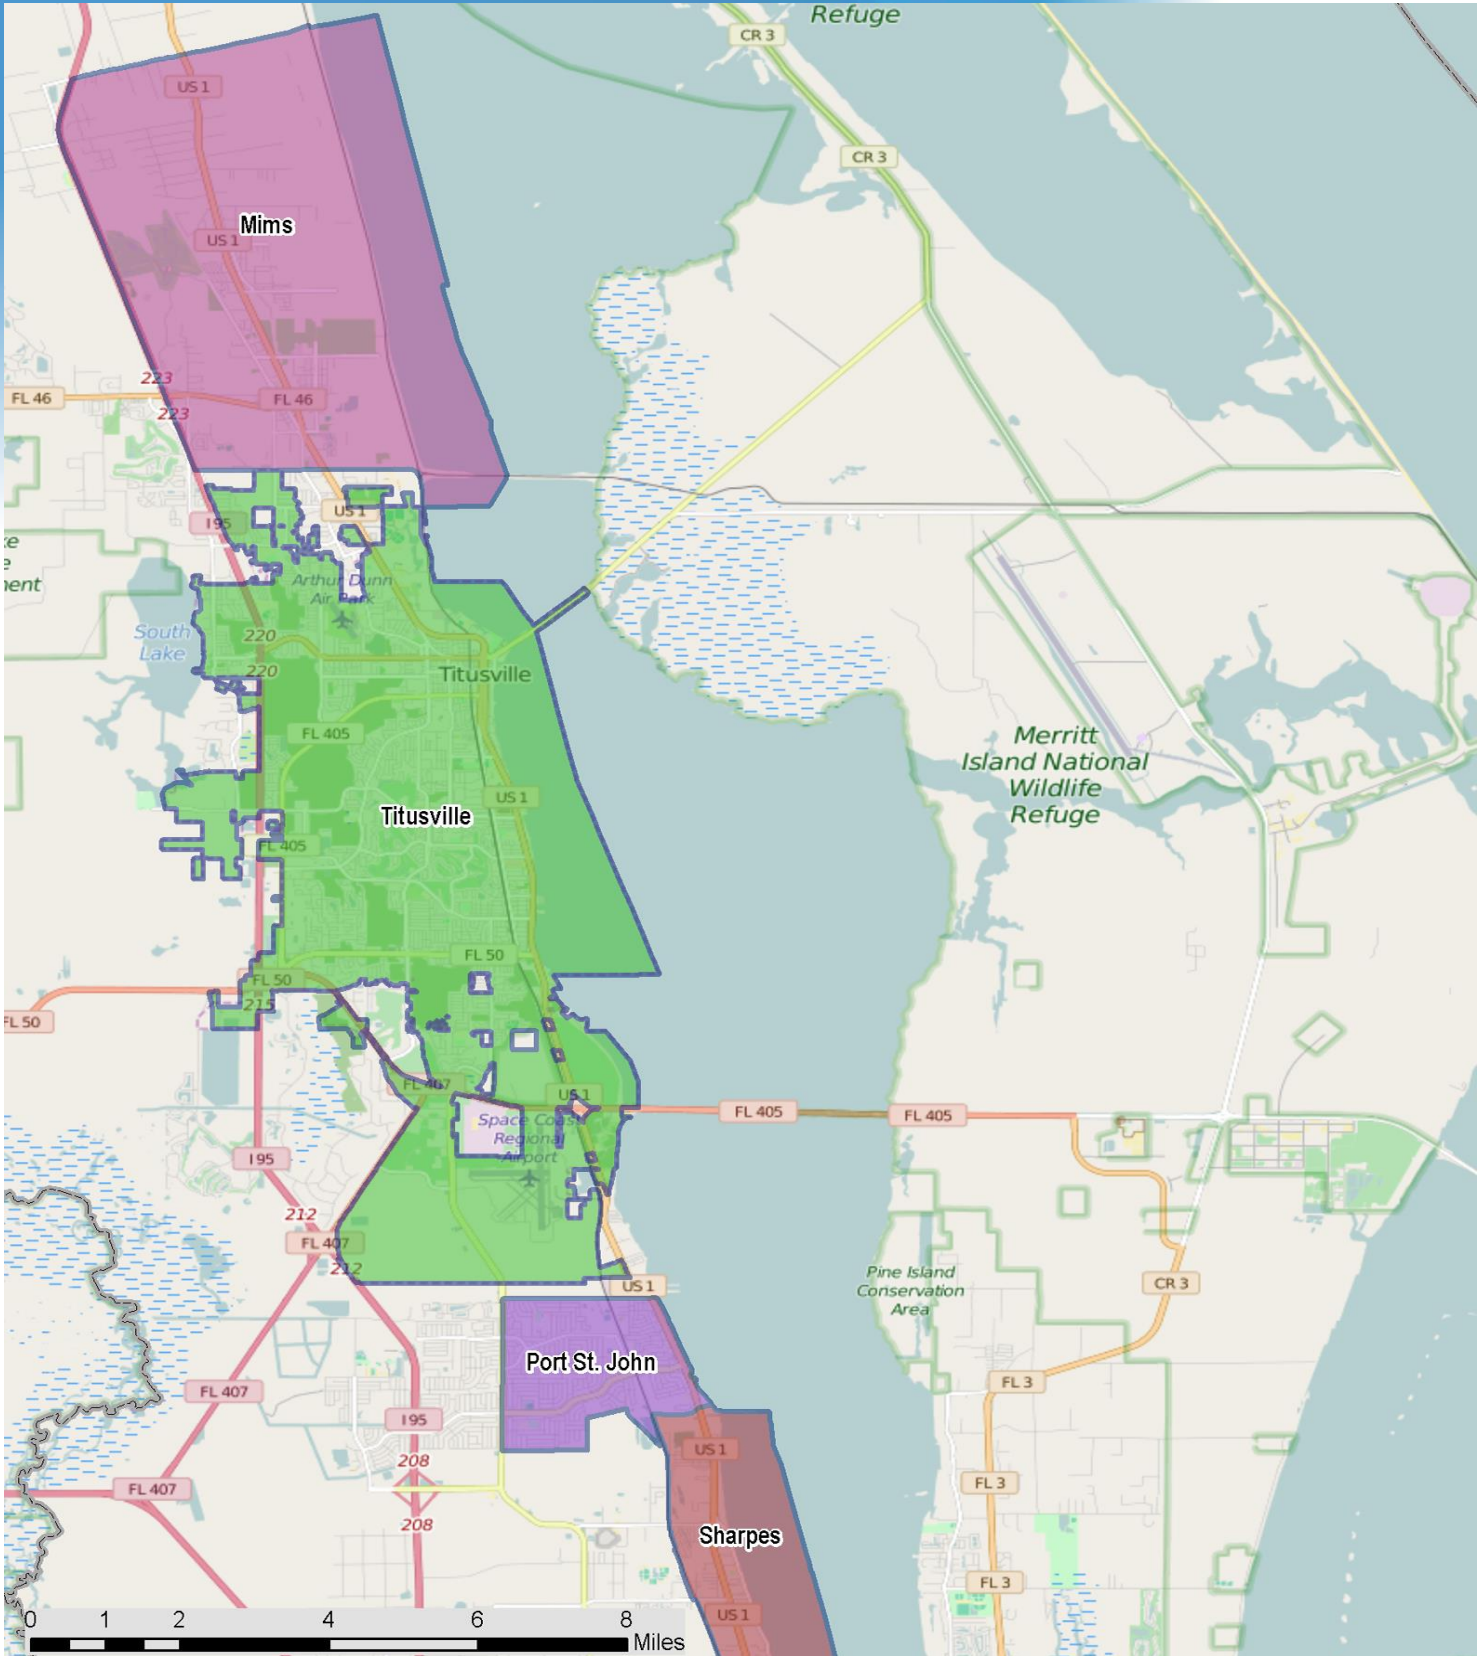 Refuge
CR 3
US 1
CR 3
Mims
US 1
223
FL 46
FL 46
223
US 1
I 95
ke
e
ment
Arthur Dunn
Air Park
South
Lake
220
220
Titusville
FL 405
Merritt
Island National
Wildlife
Refuge
US 1
Titusville
FL 405
FL 50
FL 50
215
FL 50
FL 407
US 1
FL 405
FL 405
Space Coast
Regional
Airport
I 95
212
FL 407
212
US 1
Pine Island
Conservation
Area
CR 3
Port St. John
FL 407
FL 3
I 95
US 1
208
FL 407
FL 3
208
Sharpes
FL 3
US 1
0 1 2 4 6 8
Miles